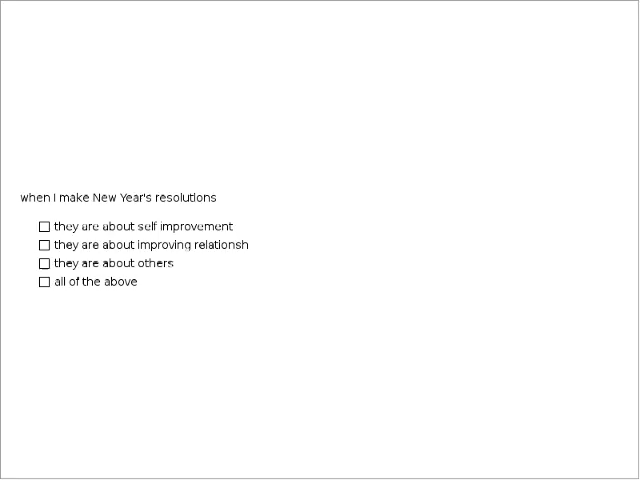 when I make New Year's resolutions
they are about self improvement
they are about improving relationsh
they are about others
all of the above